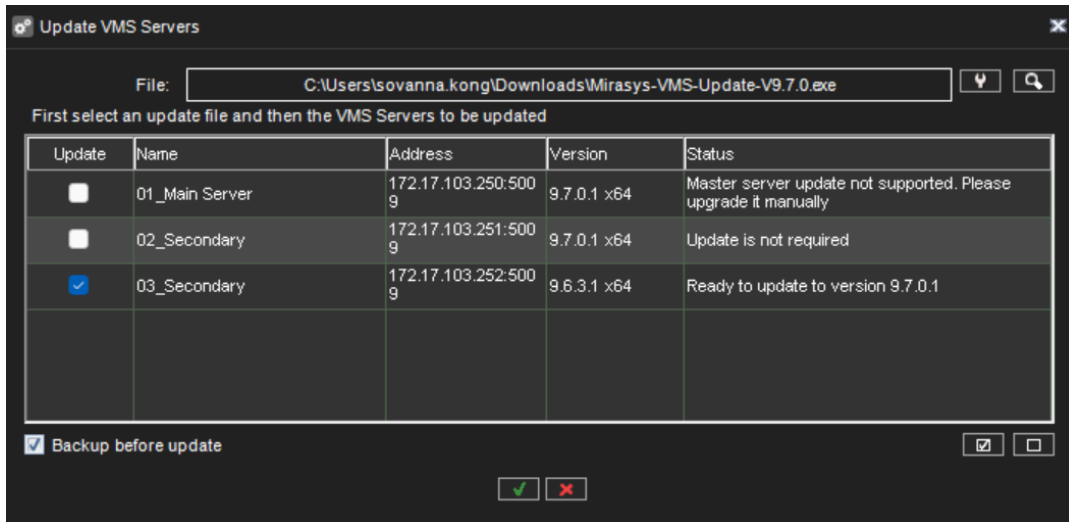 Update VMS Servers
File: C:\Users\sovanna.kong\Downloads\Mirasys-VMS-Update-V9.7.0.exe
First select an update file and then the VMS Servers to be updated
Update Name Address Version Status
01_Main Server 172.17.103.250:500
9 9.7.0.1 x64 Master server update not supported. Please
upgrade it manually
02_Secondary 172.17.103.251:500
9 9.7.0.1 x64 Update is not required
03_Secondary 172.17.103.252:500
9 9.6.3.1 x64 Ready to update to version 9.7.0.1
Backup before update